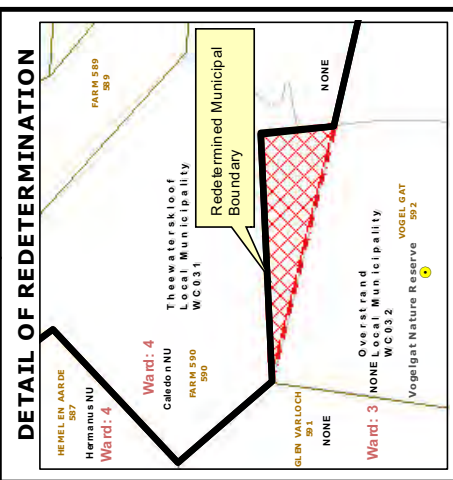 DETAIL OF REDETERMINATION
HEMEL EN AARDE
587
Hermanus NU
Ward: 4
FARM 589
589
Ward: 4
Caledon NU
FARM 590
590
Theewaterskloof
Local Municipality
WC031
Redetermined Municipal
Boundary
GLEN VARLOCH
591
NONE
NONE
Ward: 3
Overstrand
NONE Local Municipality
WC032
VOGEL GAT
592
Vogelgat Nature Reserve